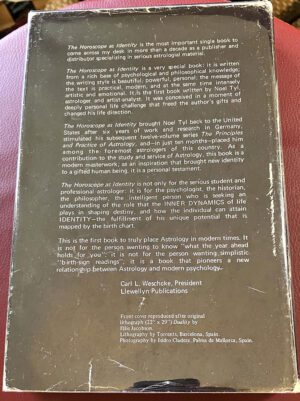 The Horoscope as Identity is the most important single book to
come across my desk in more than a decade as a publisher and
distributor specializing in serious astrological material.
The Horoscope as Identity is a very special book: it is written
from a rich base of psychological and philosophical knowledge;
the writing style is beautiful, powerful, personal; the message of
the text is practical, modern, and at the same time intensely
artistic and emotional. It is the first book written by Noel Tyl,
astrologer, and artist-analyst. It was conceived in a moment of
deeply personal life challenge that freed the author's gifts and
changed his life direction.
The Horoscope as Identity brought Noel Tyl back to the United
States after six years of work and research in Germany,
stimulated his subsequent twelve-volume series The Principles
and Practice of Astrology, and—in just ten months—placed him
among the foremost astrologers of this country. As a
contribution to the study and service of Astrology, this book is a
modern masterwork; as an inspiration that brought new identity
to a gifted human being, it is a personal testament.
The Horoscope as Identity is not only for the serious student and
professional astrologer: it is for the psychologist, the historian,
the philosopher, the intelligent person who is seeking an
understanding of the role that the INNER DYNAMICS of life
plays in shaping destiny, and how the individual can attain
IDENTITY—the fulfillment of his unique potential that is
mapped by the birth chart.
This is the first book to truly place Astrology in modern times. It
is not for the person wanting to know "what the year ahead
holds for you"; it is not for the person wanting simplistic
"birth-sign readings"; it is a book that pioneers a new
relationship between Astrology and modern psychology.
Carl L. Weschcke, President
Llewellyn Publications
Front cover reproduced after original
lithograph (22" x 29") Duality by
Filix Jacobson.
Lithography by Torrents, Barcelona, Spain.
Photography by Isidro Cladera, Palma de Mallorca, Spain.